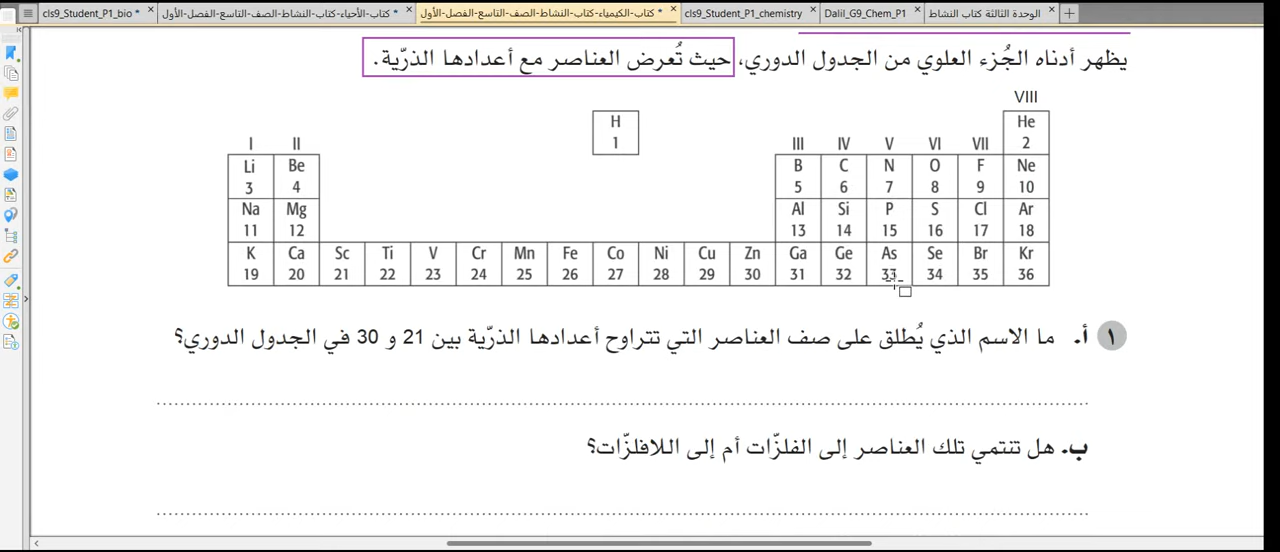 cls9_Student_P1_bio * × كتاب-الأحياء-كتاب-النشاط-الصف-التاسع-الفصل-الأول * × كتاب-الكيمياء-كتاب-النشاط-الصف-التاسع-الفصل-الأول * × cls9_Student_P1_chemistry × Dalil_G9_Chem_P1 × الوحدة الثالثة كتاب النشاط ×
يظهر أدناه الجُزء العلوي من الجدول الدوري، حيث تُعرض العناصر مع أعدادها الذرّية.
VIII
H He
1 2
I II III IV V VI VII
Li Be B C N O F Ne
3 4 5 6 7 8 9 10
Na Mg Al Si P S Cl Ar
11 12 13 14 15 16 17 18
K Ca Sc Ti V Cr Mn Fe Co Ni Cu Zn Ga Ge As Se Br Kr
19 20 21 22 23 24 25 26 27 28 29 30 31 32 33 34 35 36
١ أ. ما الاسم الذي يُطلق على صف العناصر التي تتراوح أعدادها الذرّية بين 21 و 30 في الجدول الدوري؟
ب. هل تنتمي تلك العناصر إلى الفلزّات أم إلى اللافلزّات؟